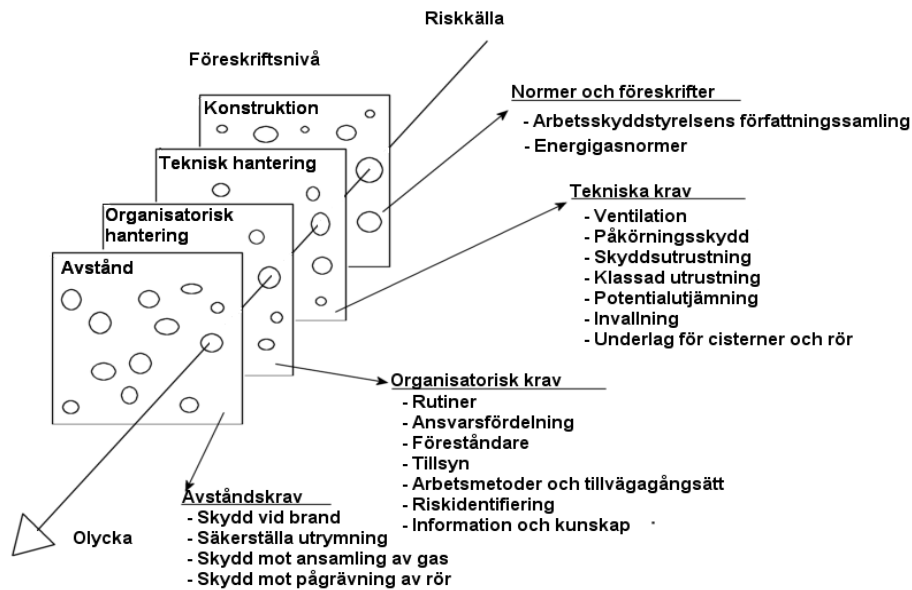 Riskkälla
Föreskriftsnivå
Konstruktion
Teknisk hantering
Organisatorisk
hantering
Avstånd
Normer och föreskrifter
- Arbetsskyddstyrelsens författningssamling
- Energigasnormer
Tekniska krav
- Ventilation
- Påkörningsskydd
- Skyddsutrustning
- Klassad utrustning
- Potentialutjämning
- Invallning
- Underlag för cisterner och rör
Organisatorisk krav
- Rutiner
- Ansvarsfördelning
- Föreståndare
- Tillsyn
- Arbetsmetoder och tillvägagångsätt
- Riskidentifiering
- Information och kunskap
Avståndskrav
- Skydd vid brand
- Säkerställa utrymning
- Skydd mot ansamling av gas
- Skydd mot pågrävning av rör
Olycka